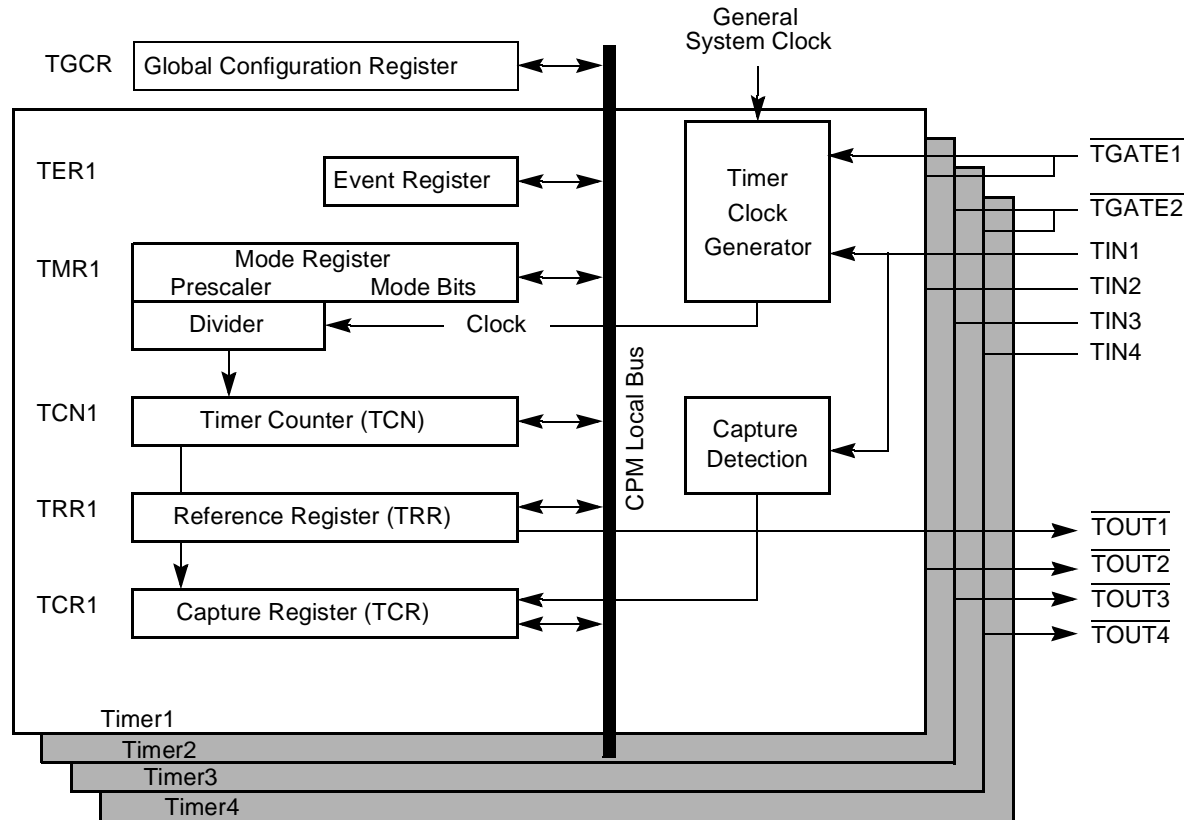 General
System Clock
TGCR
Global Configuration Register
TER1
Event Register
Timer
Clock
Generator
TGATE1
TGATE2
TIN1
TIN2
TIN3
TIN4
TMR1
Mode Register
Prescaler
Mode Bits
Divider
Clock
CPM Local Bus
TCN1
Timer Counter (TCN)
Capture
Detection
TRR1
Reference Register (TRR)
TOUT1
TOUT2
TOUT3
TOUT4
TCR1
Capture Register (TCR)
Timer1
Timer2
Timer3
Timer4